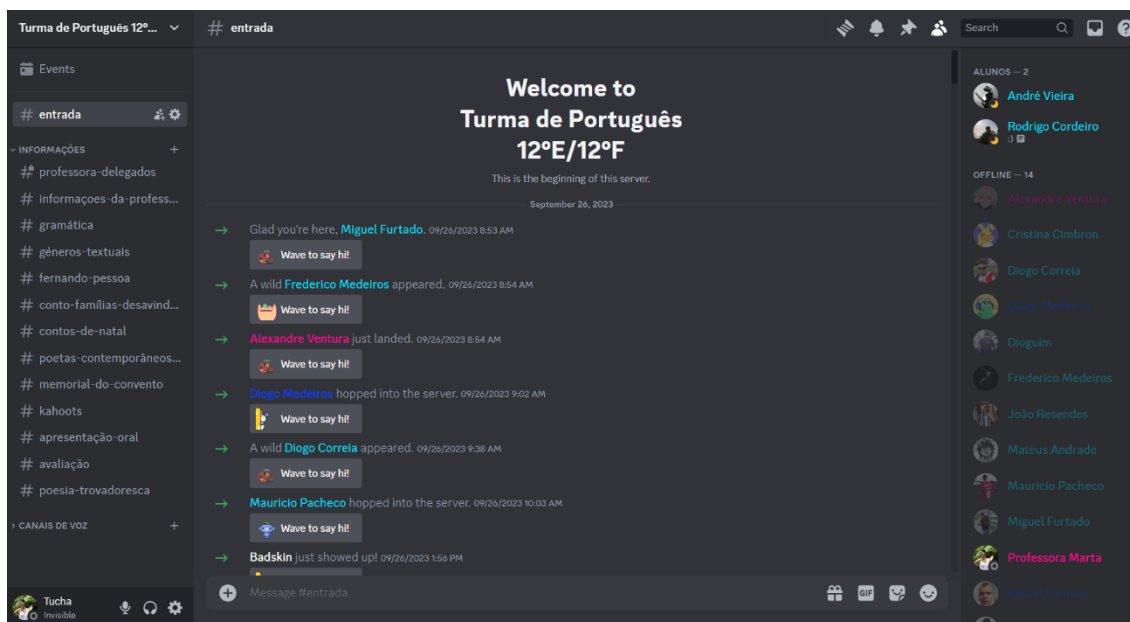 Turma de Português 12º...
Events
# entrada
INFORMAÇÕES
# professora-delegados
# informaçoes-da-profess...
# gramática
# géneros-textuais
# fernando-pessoa
# conto-famílias-desavind...
# contos-de-natal
# poetas-contemporâneos...
# memorial-do-convento
# kahoots
# apresentação-oral
# avaliação
# poesia-trovadoresca
CANAIS DE VOZ
Tucha
Invisible
# entrada
Search
Welcome to
Turma de Português
12ºE/12ºF
This is the beginning of this server.
September 26, 2023
Glad you're here, Miguel Furtado. 09/26/2023 8:53 AM
Wave to say hi!
A wild Frederico Medeiros appeared. 09/26/2023 8:54 AM
Wave to say hi!
Alexandre Ventura just landed. 09/26/2023 8:54 AM
Wave to say hi!
Diogo Medeiros hopped into the server. 09/26/2023 9:02 AM
Wave to say hi!
A wild Diogo Correia appeared. 09/26/2023 9:38 AM
Wave to say hi!
Mauricio Pacheco hopped into the server. 09/26/2023 10:03 AM
Wave to say hi!
Badskin just showed up! 09/26/2023 1:56 PM
Message #entrada
GIF
ALUNOS — 2
André Vieira
Rodrigo Cordeiro
:)
OFFLINE — 14
Alexandre Ventura
Cristina Cimbron
Diogo Correia
Diogo Medeiros
Dioguim
Frederico Medeiros
João Resendes
Mateus Andrade
Mauricio Pacheco
Miguel Furtado
Professora Marta